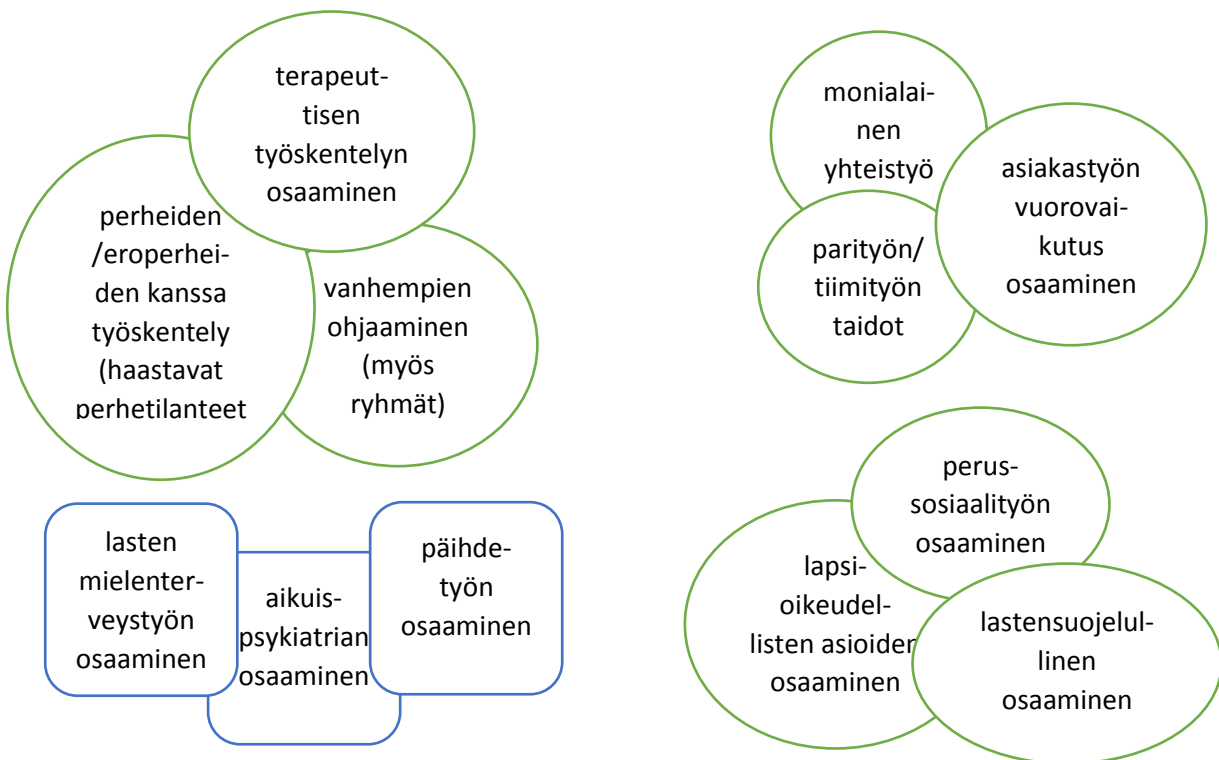 terapeut-
tisen
työskentelyn
osaaminen
perheiden
/eroperhei-
den kanssa
työskentely
(haastavat
perhetilanteet
vanhempien
ohjaaminen
(myös
ryhmät)
monialai-
nen
yhteistyö
asiakastyön
vuorovai-
kutus
osaaminen
parityön/
tiimityön
taidot
lasten
mielenter-
veystyön
osaaminen
aikuis-
psykiatrian
osaaminen
päihde-
työn
osaaminen
perus-
sosiaalityön
osaaminen
lapsi-
oikeudel-
listen asioiden
osaaminen
lastensuojelul-
linen
osaaminen